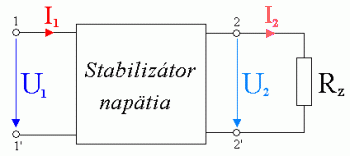 1 I1 2 I2
U1 Stabilizátor napätia U2 Rz
1' 2'